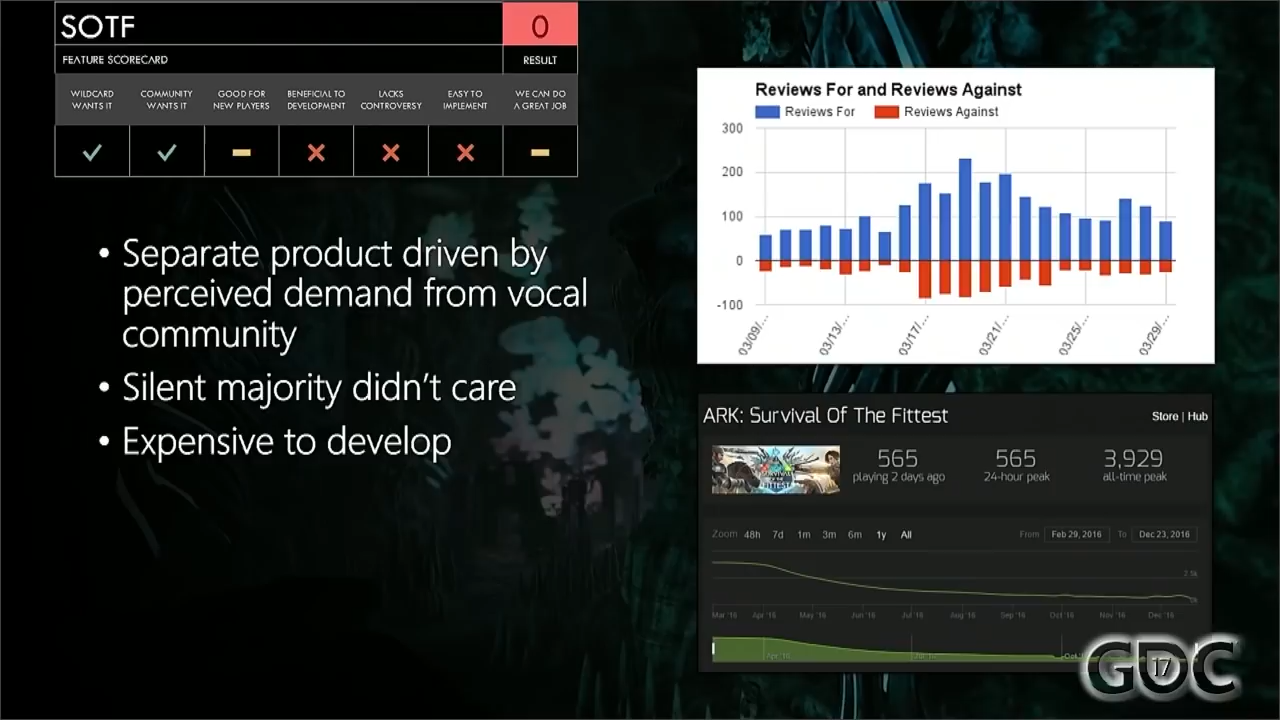 SOTF
0
FEATURE SCORECARD
RESULT
WILDCARD WANTS IT
COMMUNITY WANTS IT
GOOD FOR NEW PLAYERS
BENEFICIAL TO DEVELOPMENT
LACKS CONTROVERSY
EASY TO IMPLEMENT
WE CAN DO A GREAT JOB
• Separate product driven by
perceived demand from vocal
community
• Silent majority didn't care
• Expensive to develop
Reviews For and Reviews Against
Reviews For
Reviews Against
300
200
100
0
-100
03/09/...
03/13/...
03/17/...
03/21/...
03/25/...
03/29/...
ARK: Survival Of The Fittest
Store | Hub
565
playing 2 days ago
565
24-hour peak
3,929
all-time peak
Zoom 48h 7d 1m 3m 6m 1y All
From Feb 29, 2016 To Dec 23, 2016
2.5k
0k
Mar '16 Apr '16 May '16 Jun '16 Jul '16 Aug '16 Sep '16 Oct '16 Nov '16 Dec '16
Apr '16
GDC
17